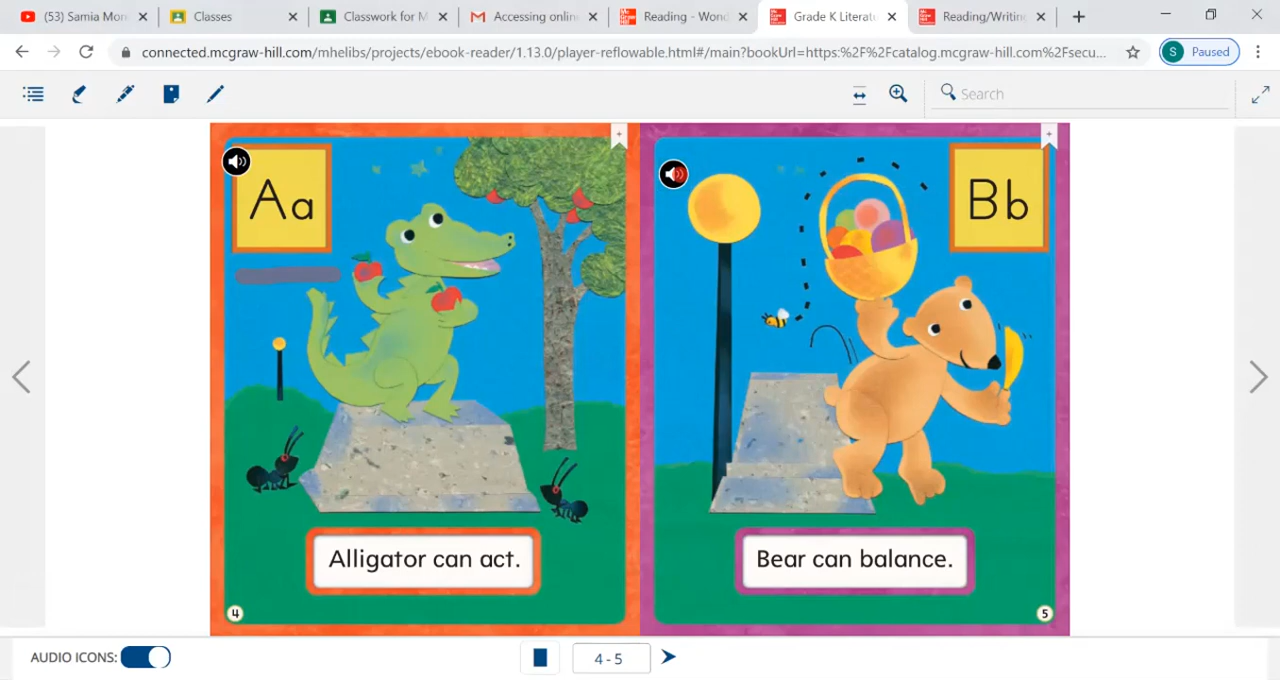 (53) Samia Mor
Classes
Classwork for M
Accessing onlin
Reading - Wond
Grade K Literatu
Reading/Writin
connected.mcgraw-hill.com/mhelibs/projects/ebook-reader/1.13.0/player-reflowable.html#/main?bookUrl=https:%2F%2Fcatalog.mcgraw-hill.com%2Fsecu...
S Paused
Search
Aa
Bb
Alligator can act.
Bear can balance.
4
5
AUDIO ICONS:
4 - 5